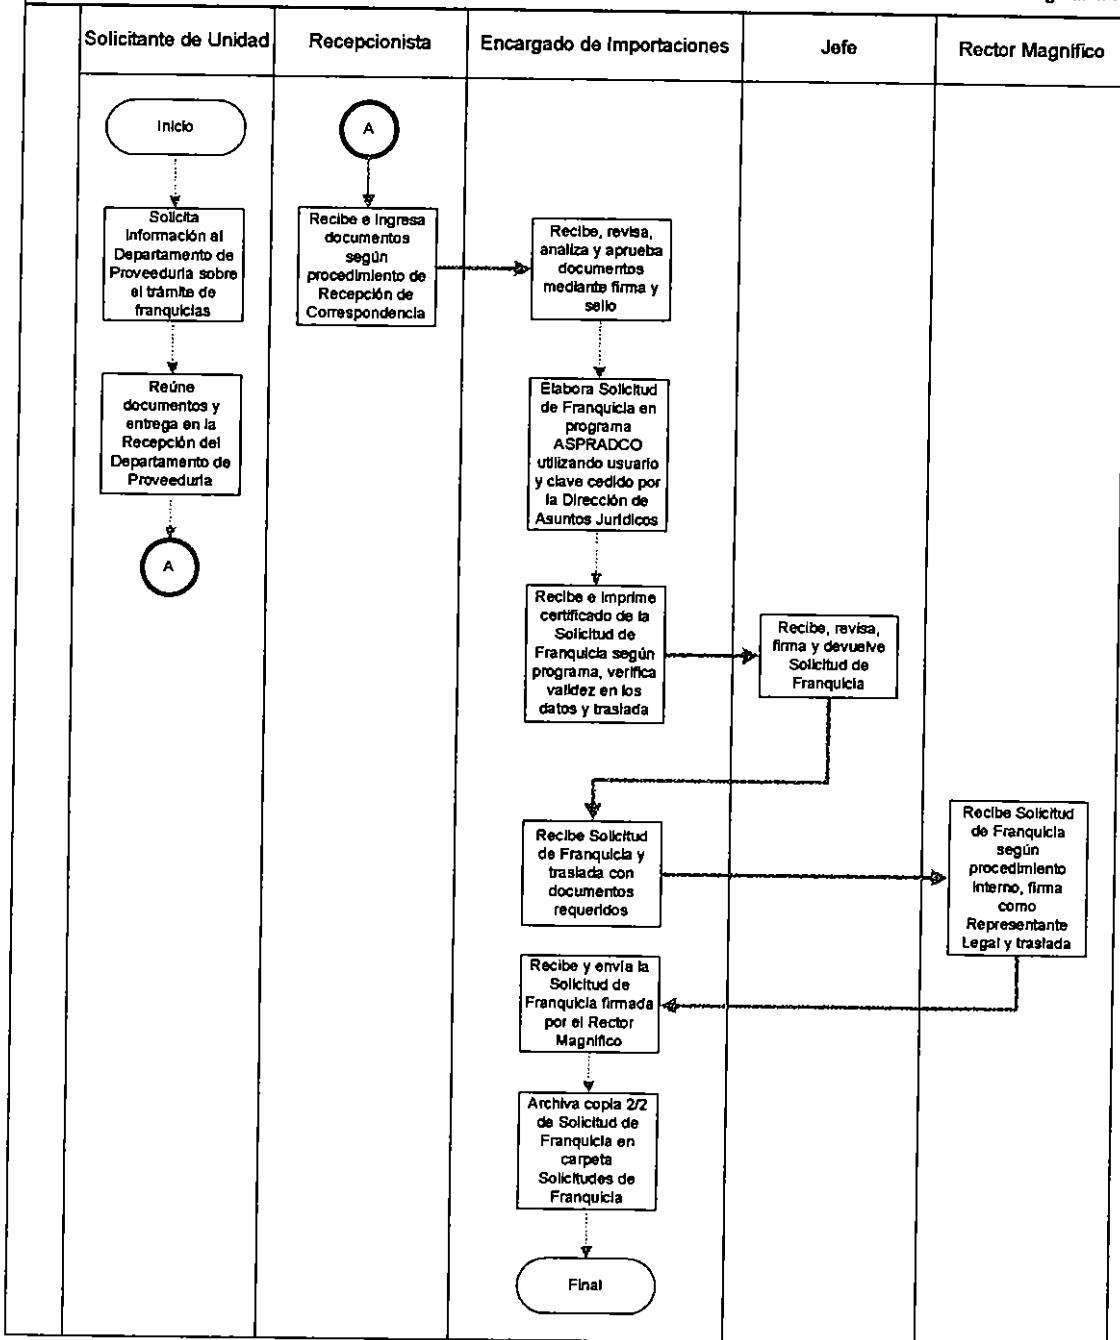 Solicitante de Unidad
Recepcionista
Encargado de Importaciones
Jefe
Rector Magnífico
Inicio
Solicita
Información al
Departamento de
Proveeduría sobre
el trámite de
franquicias
Reúne
documentos y
entrega en la
Recepción del
Departamento de
Proveeduría
A
A
Recibe e Ingresa
documentos
según
procedimiento de
Recepción de
Correspondencia
Recibe, revisa,
analiza y aprueba
documentos
mediante firma y
sello
Elabora Solicitud
de Franquicia en
programa
ASPRADCO
utilizando usuario
y clave cedido por
la Dirección de
Asuntos Jurídicos
Recibe e Imprime
certificado de la
Solicitud de
Franquicia según
programa, verifica
validez en los
datos y traslada
Recibe, revisa,
firma y devuelve
Solicitud de
Franquicia
Recibe Solicitud
de Franquicia y
traslada con
documentos
requeridos
Recibe Solicitud
de Franquicia
según
procedimiento
Interno, firma
como
Representante
Legal y traslada
Recibe y envía la
Solicitud de
Franquicia firmada
por el Rector
Magnífico
Archiva copia 2/2
de Solicitud de
Franquicia en
carpeta
Solicitudes de
Franquicia
Final